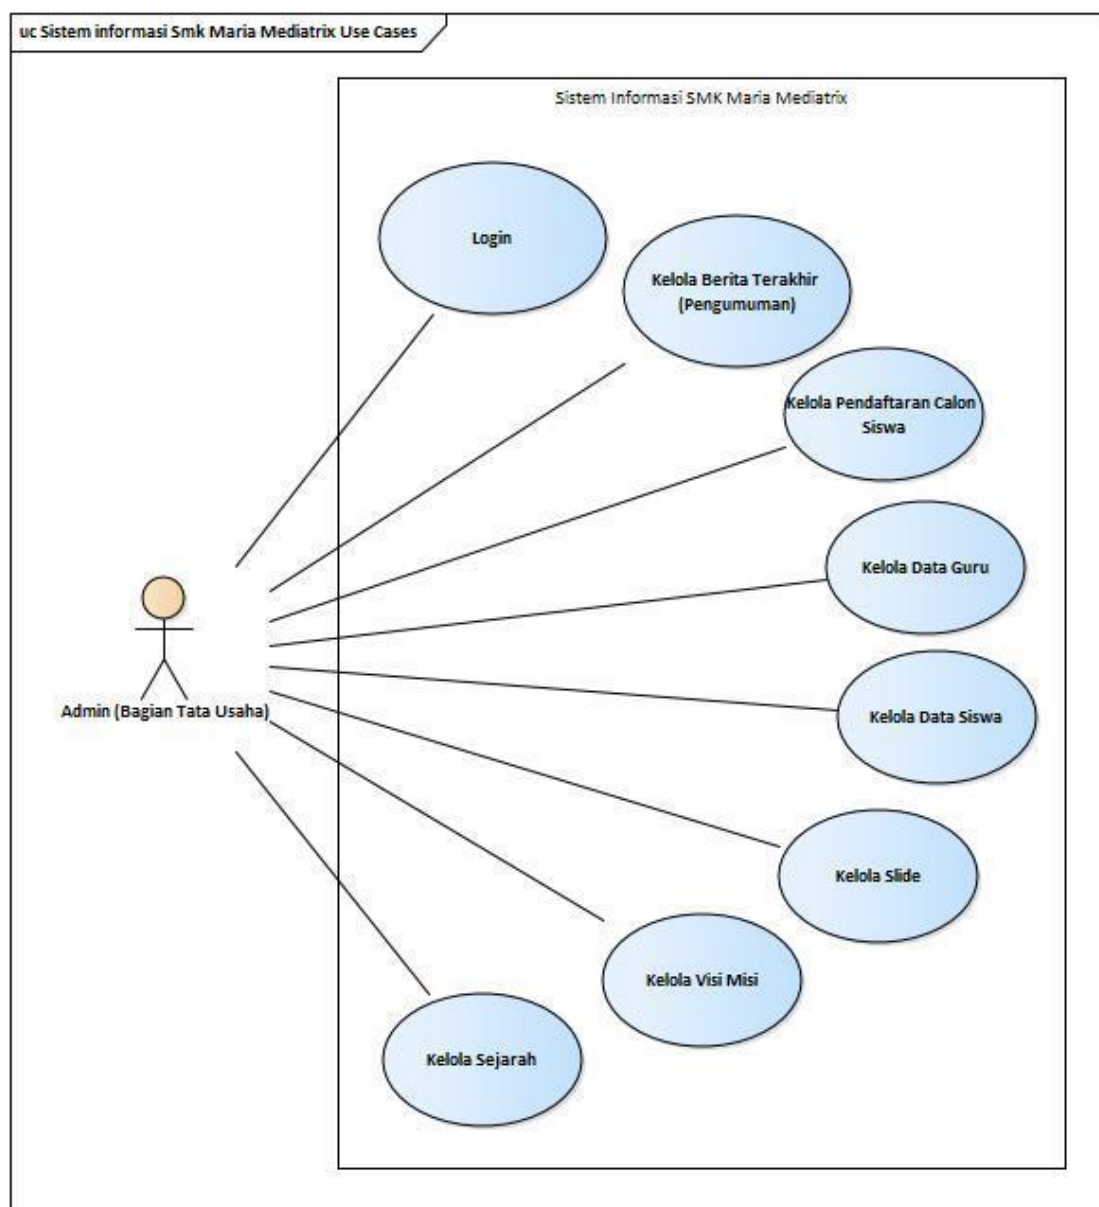 uc Sistem informasi Smk Maria Mediatrix Use Cases
Sistem Informasi SMK Maria Mediatrix
Login
Kelola Berita Terakhir
(Pengumuman)
Kelola Pendaftaran Calon
Siswa
Kelola Data Guru
Admin (Bagian Tata Usaha)
Kelola Data Siswa
Kelola Slide
Kelola Visi Misi
Kelola Sejarah